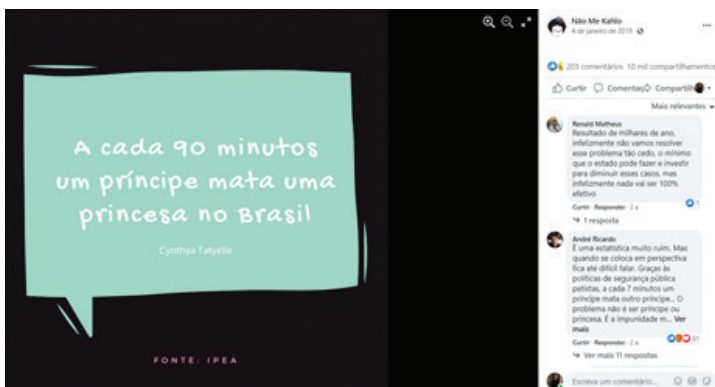 A cada 90 minutos
um príncipe mata uma
princesa no Brasil
Cynthya Tatyelle
FONTE: IPEA
Não Me Kahlo
4 de janeiro de 2019
203 comentários 10 mil compartilhamentos
Curtir Comentar Compartilh
Mais relevantes
Renald Matheus
Resultado de milhares de ano,
infelizmente não vamos resolver
esse problema tão cedo, o mínimo
que o estado pode fazer e investir
para diminuir esses casos, mas
infelizmente nada vai ser 100%
efetivo
Curtir Responder 2 a 1
1 resposta
André Ricardo
É uma estatística muito ruim. Mas
quando se coloca em perspectiva
fica até difícil falar. Graças às
políticas de segurança pública
petistas, a cada 7 minutos um
príncipe mata outro príncipe... O
problema não é ser príncipe ou
princesa. É a impunidade m... Ver
mais
Curtir Responder 2 a 81
Ver mais 11 respostas
Escreva um comentário...